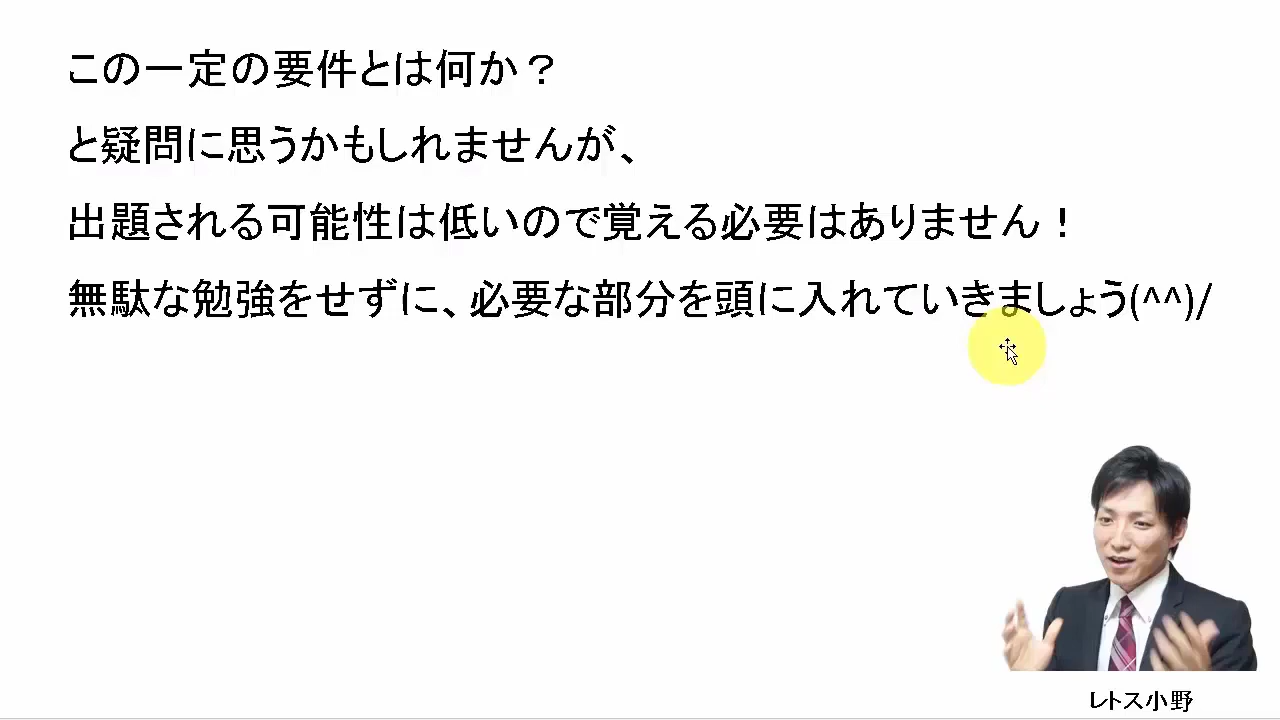 この一定の要件とは何か？
と疑問に思うかもしれませんが、
出題される可能性は低いので覚える必要はありません！
無駄な勉強をせずに、必要な部分を頭に入れていきましょう(^^)/
レトス小野